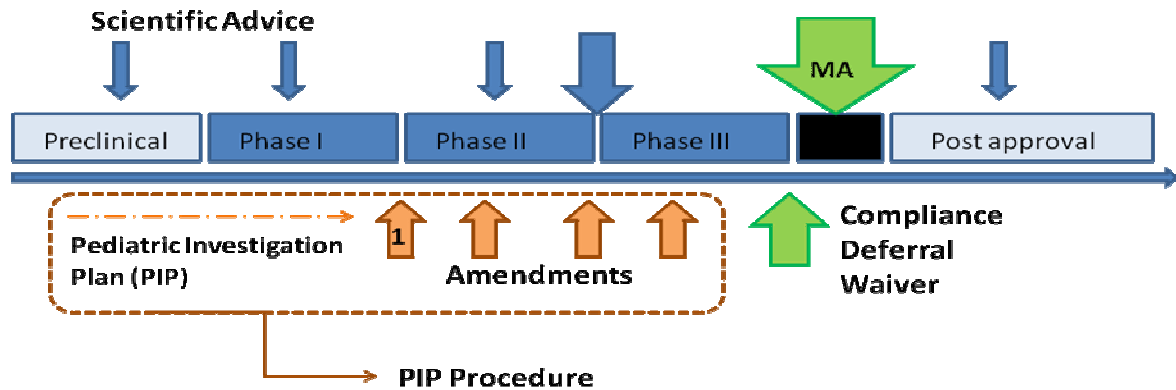 Scientific Advice
MA
Preclinical
Phase I
Phase II
Phase III
Post approval
1
Pediatric Investigation
Plan (PIP)
Amendments
Compliance
Deferral
Waiver
PIP Procedure